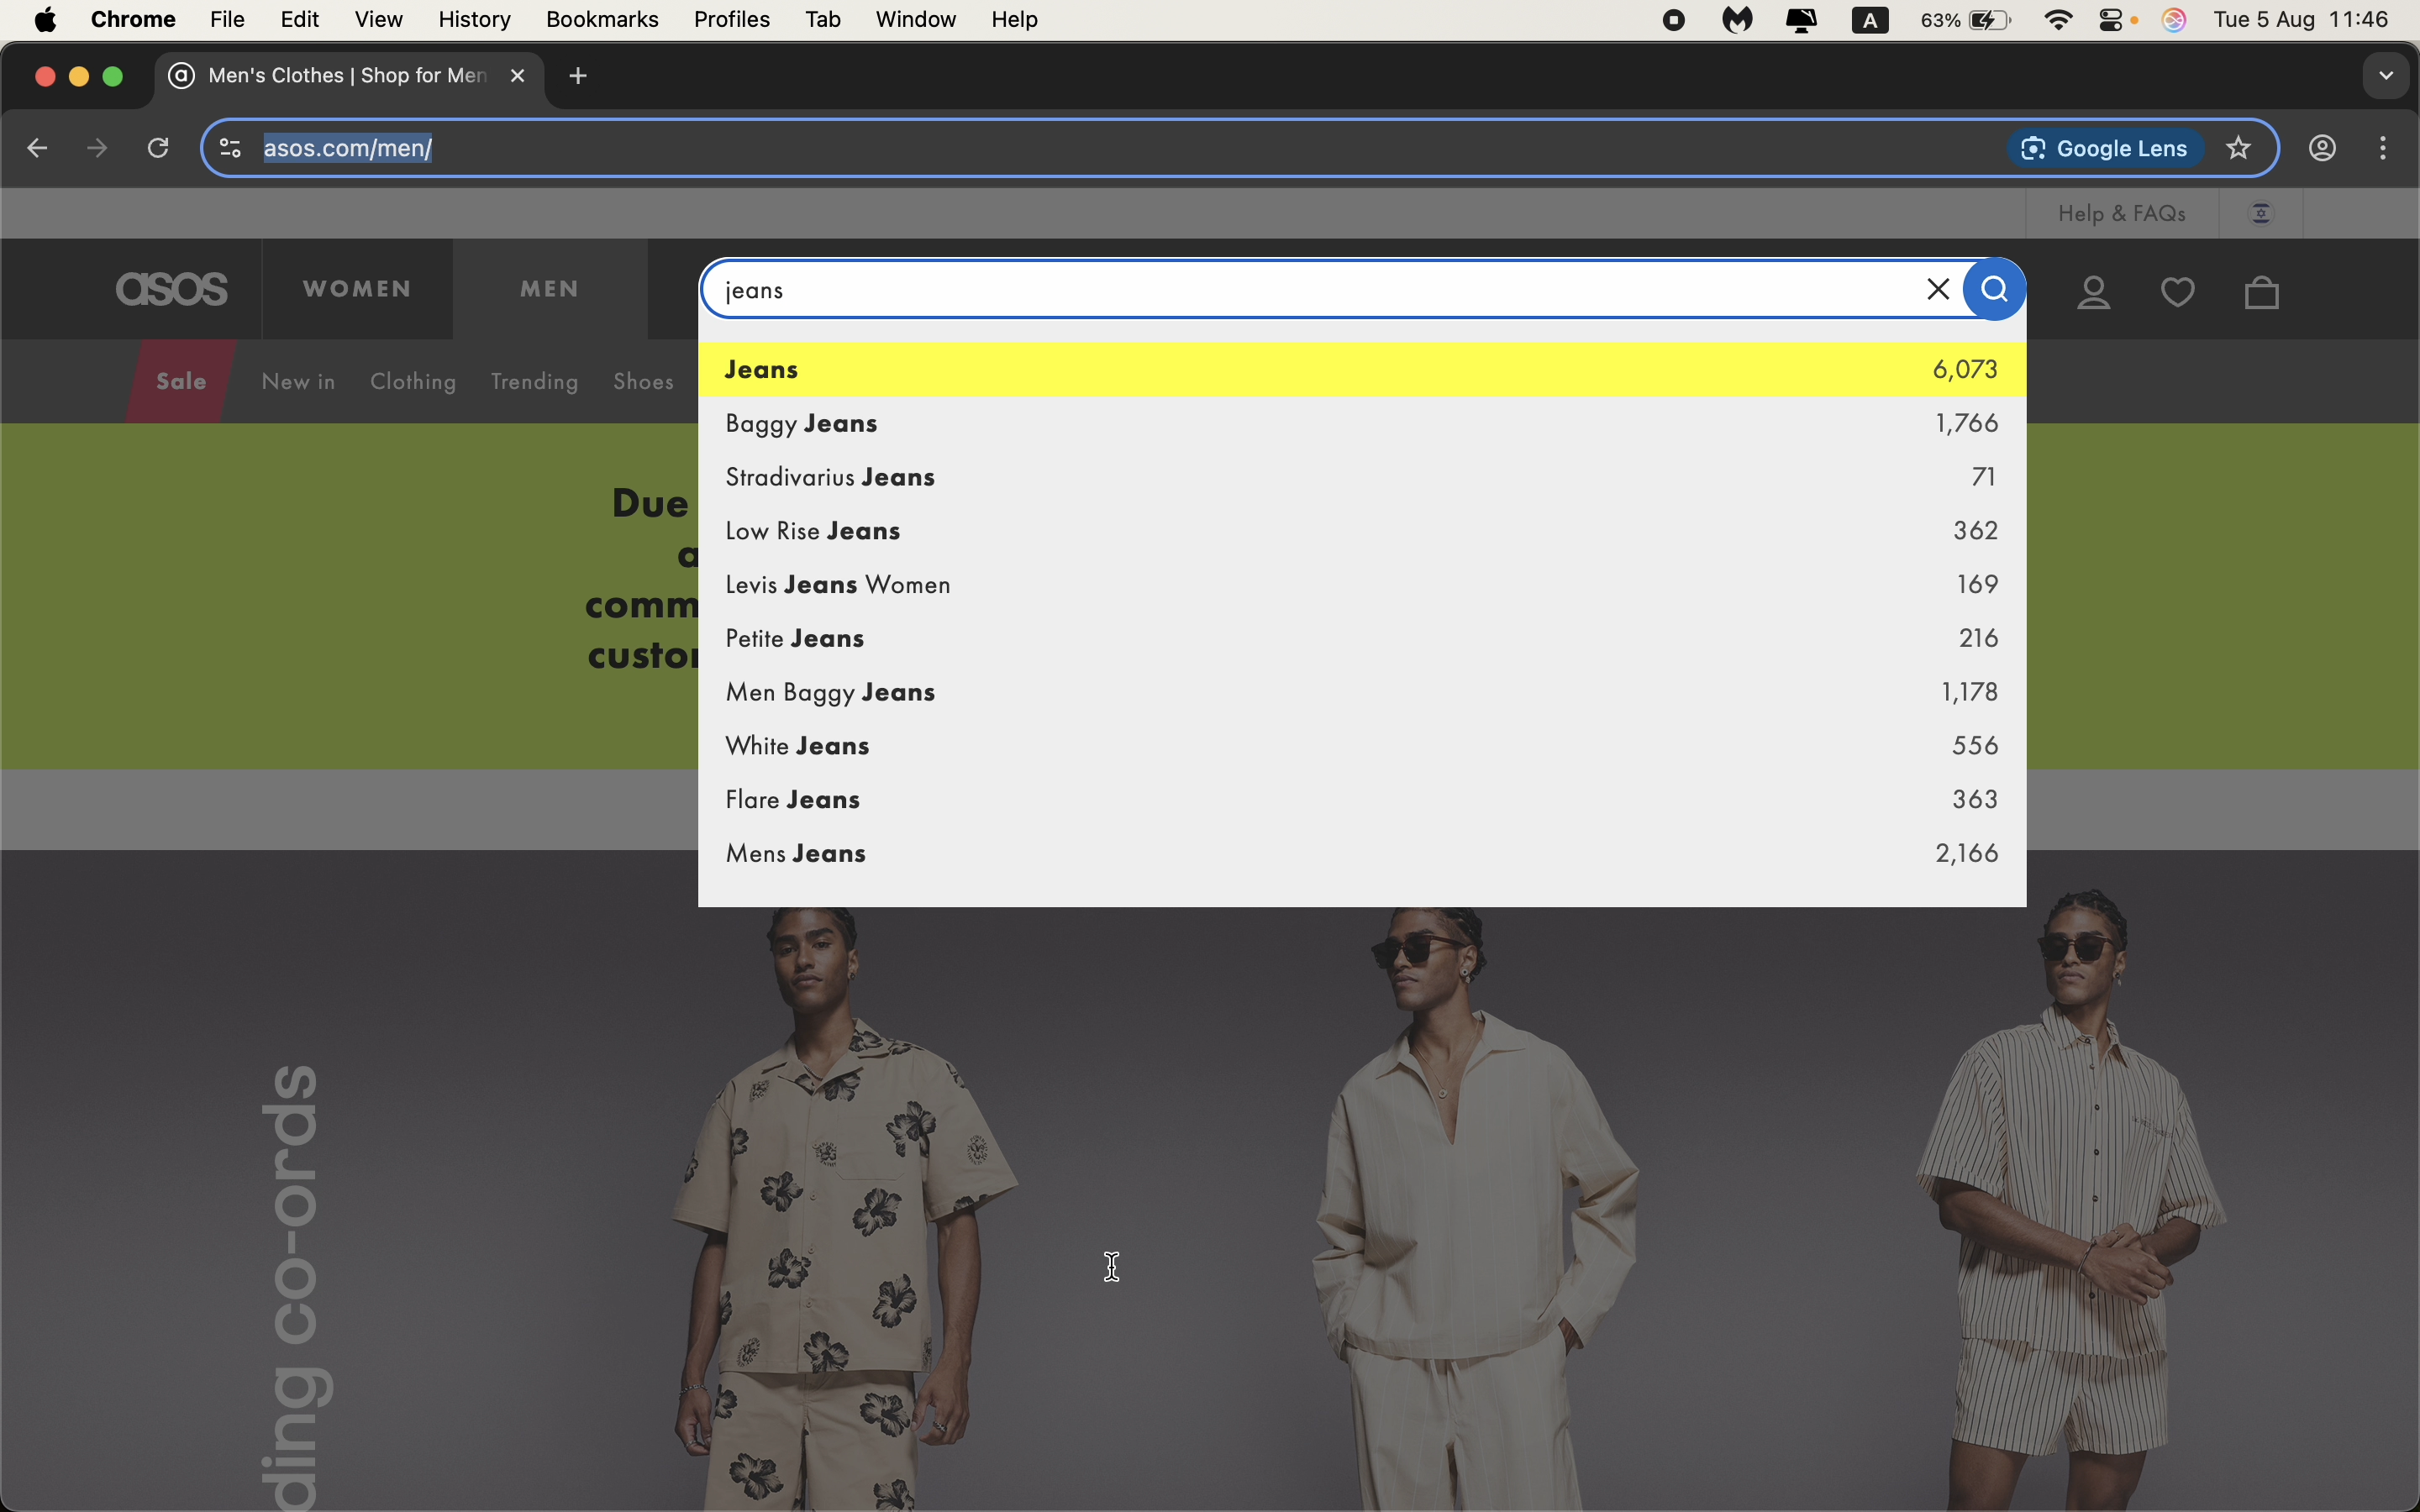 Chrome File Edit View History Bookmarks Profiles Tab Window Help A 63% Tue 5 Aug 11:46
Men's Clothes | Shop for Men
asos.com/men/ Google Lens
Help & FAQs
asos WOMEN MEN jeans
Sale New in Clothing Trending Shoes
Jeans 6,073
Baggy Jeans 1,766
Stradivarius Jeans 71
Low Rise Jeans 362
Levis Jeans Women 169
Petite Jeans 216
Men Baggy Jeans 1,178
White Jeans 556
Flare Jeans 363
Mens Jeans 2,166
Due
a
comm
custo
ding co-ords